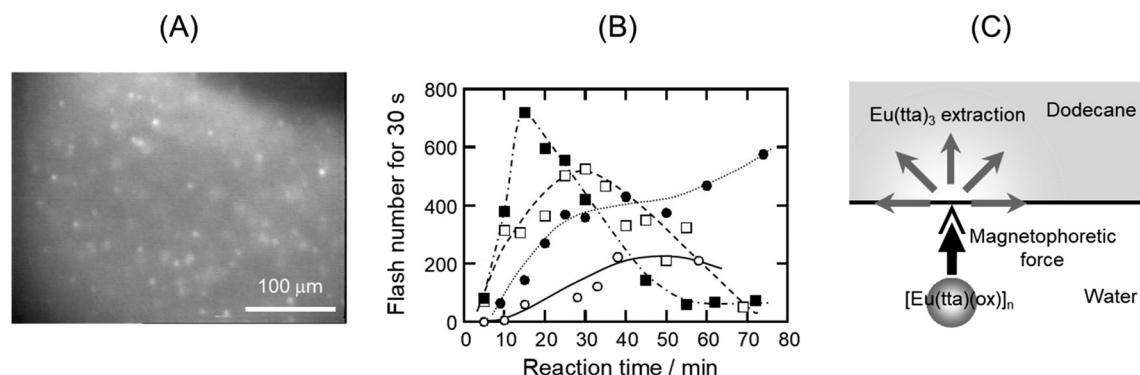 (A)
100 μm
(B)
Flash number for 30 s
800
600
400
200
0
10 20 30 40 50 60 70 80
Reaction time / min
(C)
Eu(tta)₃ extraction
Dodecane
Magnetophoretic
force
[Eu(tta)(ox)]ₙ
Water